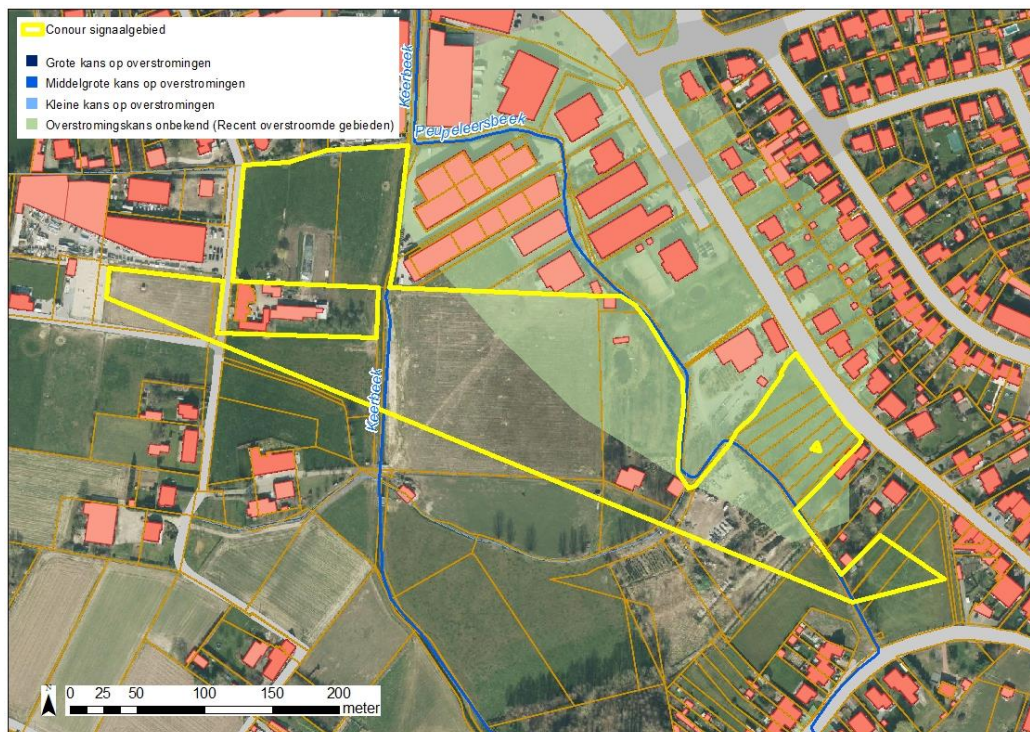 Conour signaalgebied
Grote kans op overstromingen
Middelgrote kans op overstromingen
Kleine kans op overstromingen
Overstromingskans onbekend (Recent overstroomde gebieden)
Keerbeek
Peupeleersbeek
Keerbeek
N
0 25 50 100 150 200
meter